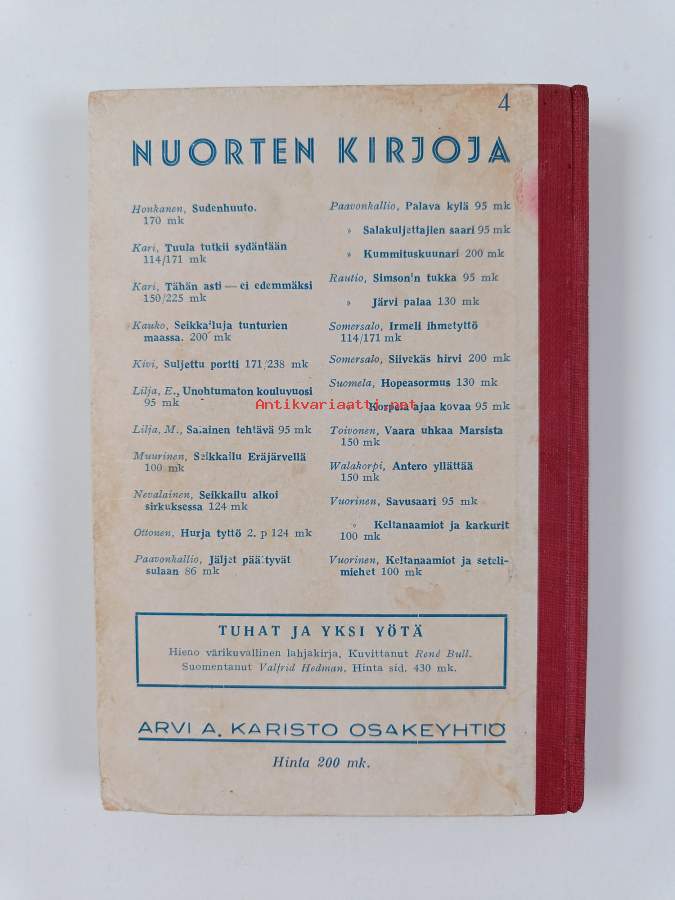 4
NUORTEN KIRJOJA
Honkanen, Sudenhuuto.
170 mk
Kari, Tuula tutkii sydäntään
114/171 mk
Kari, Tähän asti — ei edemmäksi
150/225 mk
Kauko, Seikkailuja tunturien
maassa. 200 mk
Kivi, Suljettu portti 171/238 mk
Lilja, E., Unohtumaton kouluvuosi
95 mk
Lilja, M., Salainen tehtävä 95 mk
Muurinen, Seikkailu Eräjärvellä
100 mk
Nevalainen, Seikkailu alkoi
sirkuksessa 124 mk
Ottonen, Hurja tyttö 2. p 124 mk
Paavonkallio, Jäljet päättyvät
sulaan 86 mk
Paavonkallio, Palava kylä 95 mk
» Salakuljettajien saari 95 mk
» Kummituskuunari 200 mk
Rautio, Simson'n tukka 95 mk
» Järvi palaa 130 mk
Somersalo, Irmeli ihmetyttö
114/171 mk
Somersalo, Siivekäs hirvi 200 mk
Suomela, Hopeasormus 130 mk
» Korpela ajaa kovaa 95 mk
Toivonen, Vaara uhkaa Marsista
150 mk
Walakorpi, Antero yllättää
150 mk
Vuorinen, Savusaari 95 mk
» Keltanaamiot ja karkurit
100 mk
Vuorinen, Keltanaamiot ja seteli-
miehet 100 mk
Antikvariaatti.net
TUHAT JA YKSI YÖTÄ
Hieno värikuvallinen lahjakirja, Kuvittanut René Bull.
Suomentanut Valfrid Hedman. Hinta sid. 430 mk.
ARVI A. KARISTO OSAKEYHTIÖ
Hinta 200 mk.